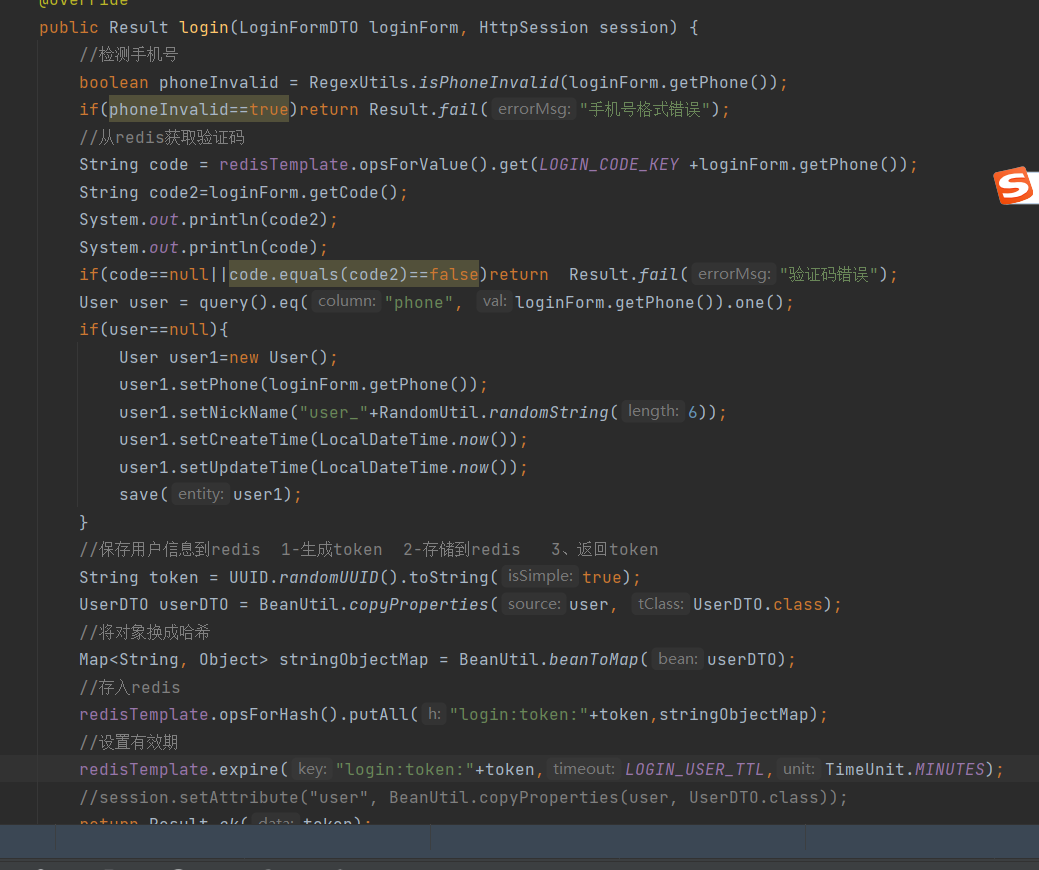 @Override
public Result login(LoginFormDTO loginForm, HttpSession session) {
//检测手机号
boolean phoneInvalid = RegexUtils.isPhoneInvalid(loginForm.getPhone());
if(phoneInvalid==true)return Result.fail( errorMsg: "手机号格式错误");
//从redis获取验证码
String code = redisTemplate.opsForValue().get(LOGIN_CODE_KEY +loginForm.getPhone());
String code2=loginForm.getCode();
System.out.println(code2);
System.out.println(code);
if(code==null||code.equals(code2)==false)return  Result.fail( errorMsg: "验证码错误");
User user = query().eq( column: "phone", val: loginForm.getPhone()).one();
if(user==null){
User user1=new User();
user1.setPhone(loginForm.getPhone());
user1.setNickName("user_"+RandomUtil.randomString( length: 6));
user1.setCreateTime(LocalDateTime.now());
user1.setUpdateTime(LocalDateTime.now());
save( entity: user1);
}
//保存用户信息到redis  1-生成token  2-存储到redis   3、返回token
String token = UUID.randomUUID().toString( isSimple: true);
UserDTO userDTO = BeanUtil.copyProperties( source: user, tClass: UserDTO.class);
//将对象换成哈希
Map<String, Object> stringObjectMap = BeanUtil.beanToMap( bean: userDTO);
//存入redis
redisTemplate.opsForHash().putAll( h: "login:token:"+token,stringObjectMap);
//设置有效期
redisTemplate.expire( key: "login:token:"+token, timeout: LOGIN_USER_TTL, unit: TimeUnit.MINUTES);
//session.setAttribute("user", BeanUtil.copyProperties(user, UserDTO.class));
return Result.ok( data: token);